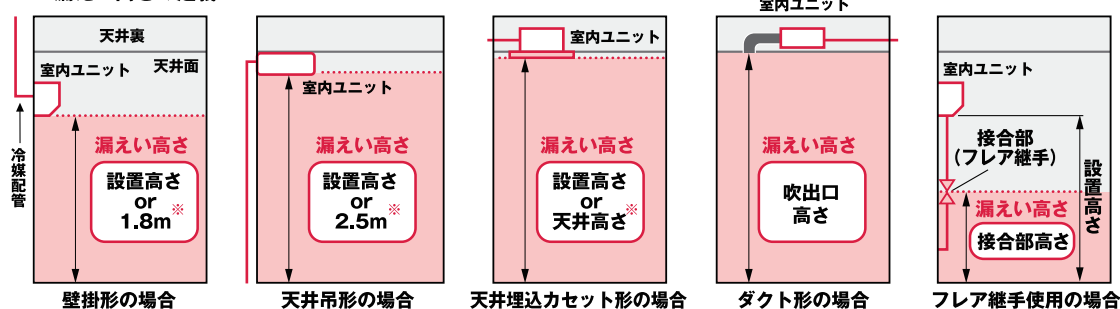 天井裏
室内ユニット
天井面
冷媒配管
漏えい高さ
設置高さ
or
1.8m※
壁掛形の場合
室内ユニット
漏えい高さ
設置高さ
or
2.5m※
天井吊形の場合
室内ユニット
漏えい高さ
設置高さ
or
天井高さ※
天井埋込カセット形の場合
室内ユニット
漏えい高さ
吹出口
高さ
ダクト形の場合
室内ユニット
接合部
(フレア継手)
設置高さ
漏えい高さ
接合部高さ
フレア継手使用の場合